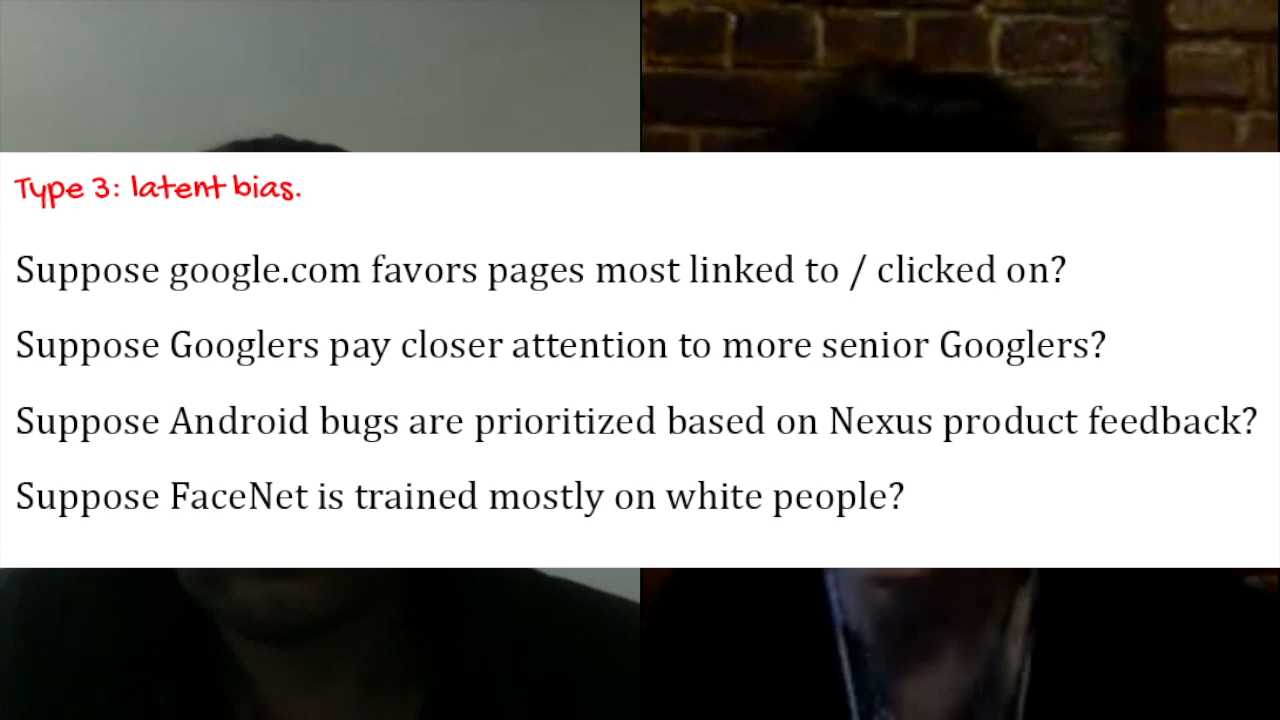 Type 3: latent bias.
Suppose google.com favors pages most linked to / clicked on?
Suppose Googlers pay closer attention to more senior Googlers?
Suppose Android bugs are prioritized based on Nexus product feedback?
Suppose FaceNet is trained mostly on white people?